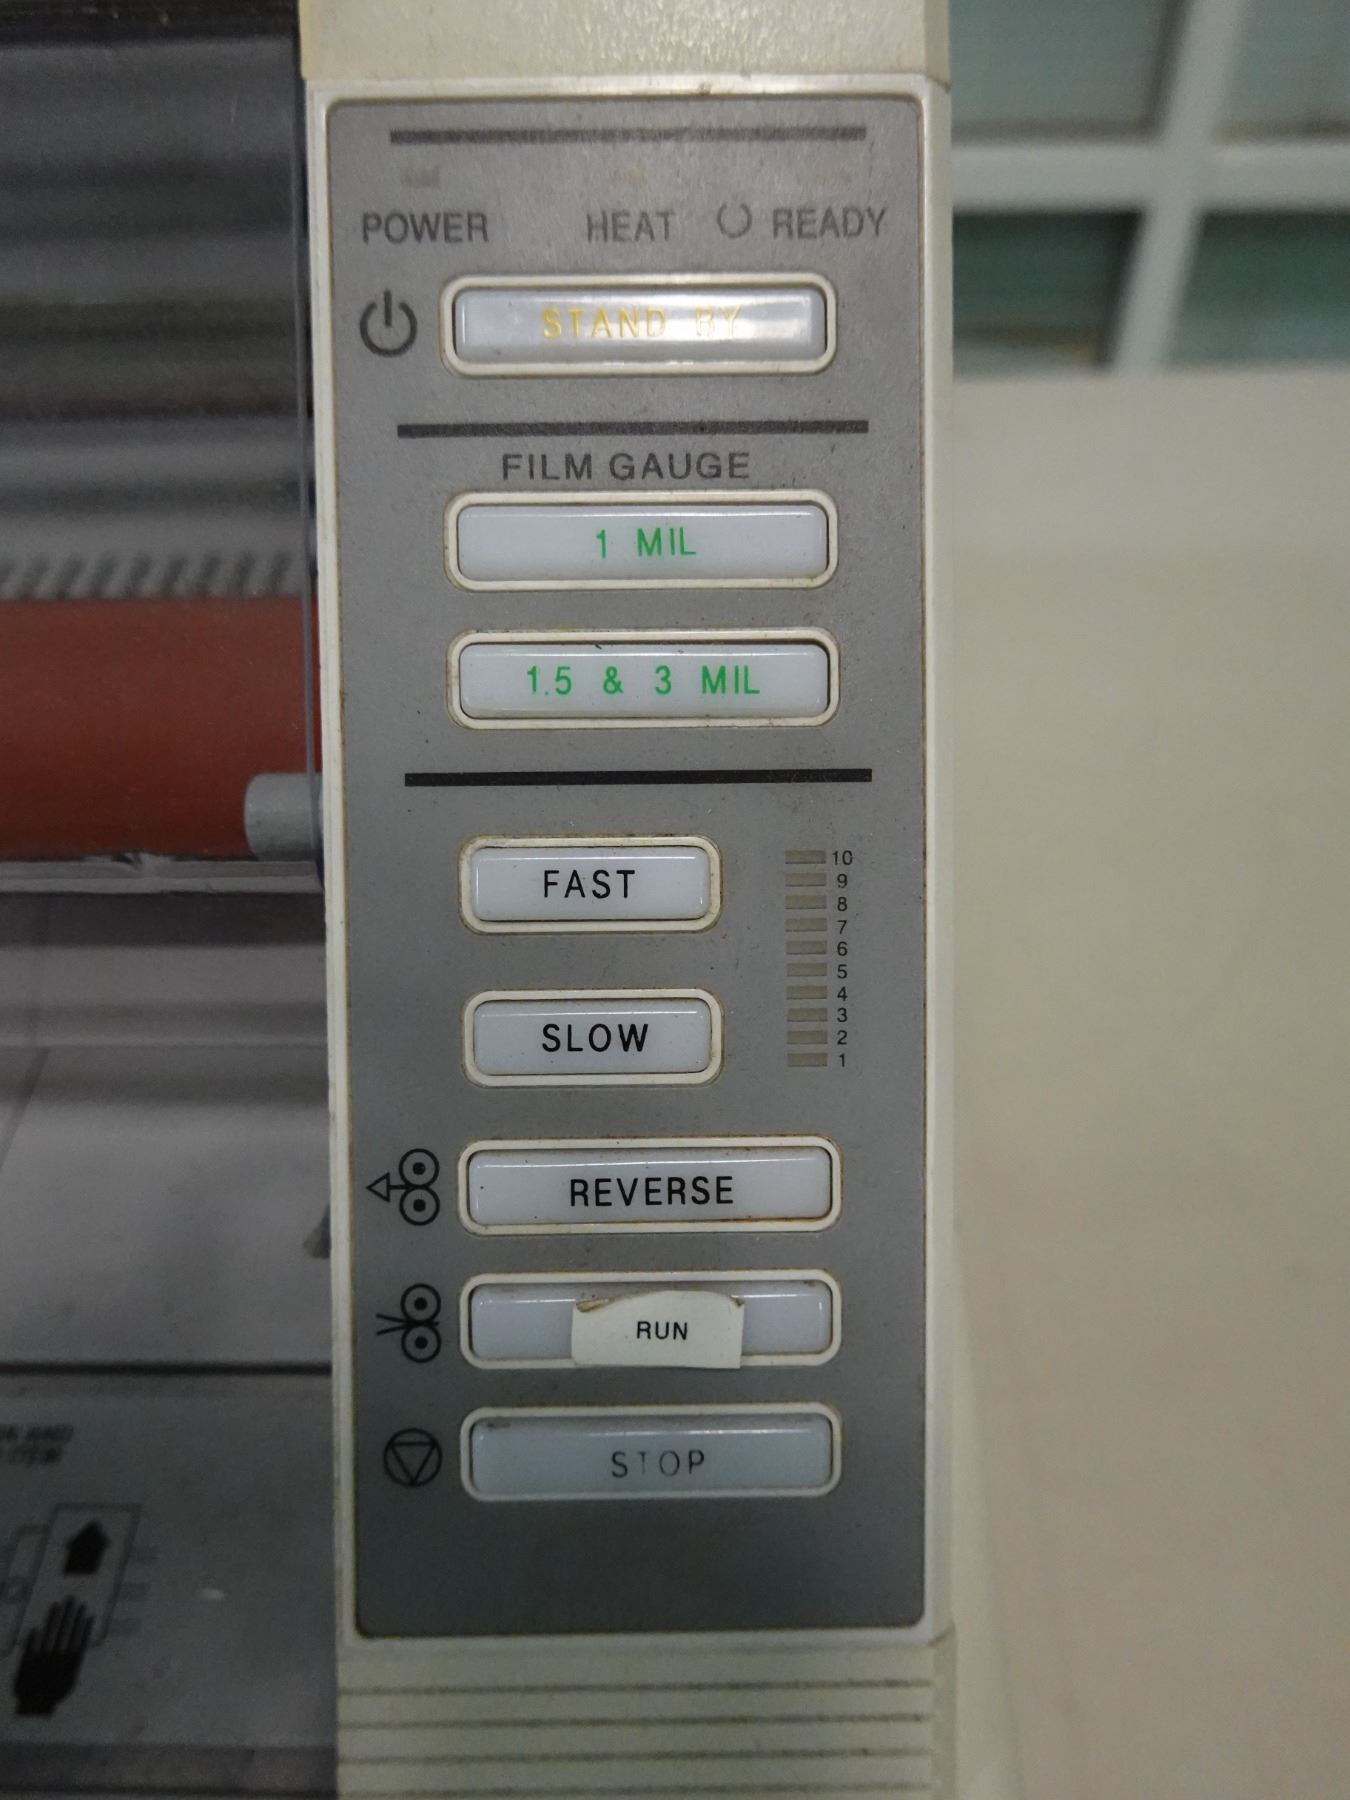 POWER HEAT READY
STAND BY
FILM GAUGE
1 MIL
1.5 & 3 MIL
FAST
10
9
8
7
6
5
4
3
2
1
SLOW
REVERSE
RUN
STOP
AND